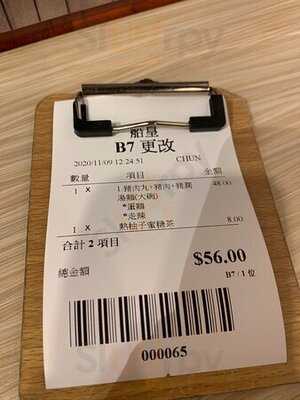 船皇
B7 更改
2020/11/09 12:24:51 CHUN
數量 項目 金額
1 X 1.豬肉丸,豬肉,豬膶 48.00
湯麵(大碗)
*蛋麵
*走辣
1 X 熱柚子蜜糖茶 8.00
合計 2 項目
總金額 $56.00
B7 / 1 位
000065